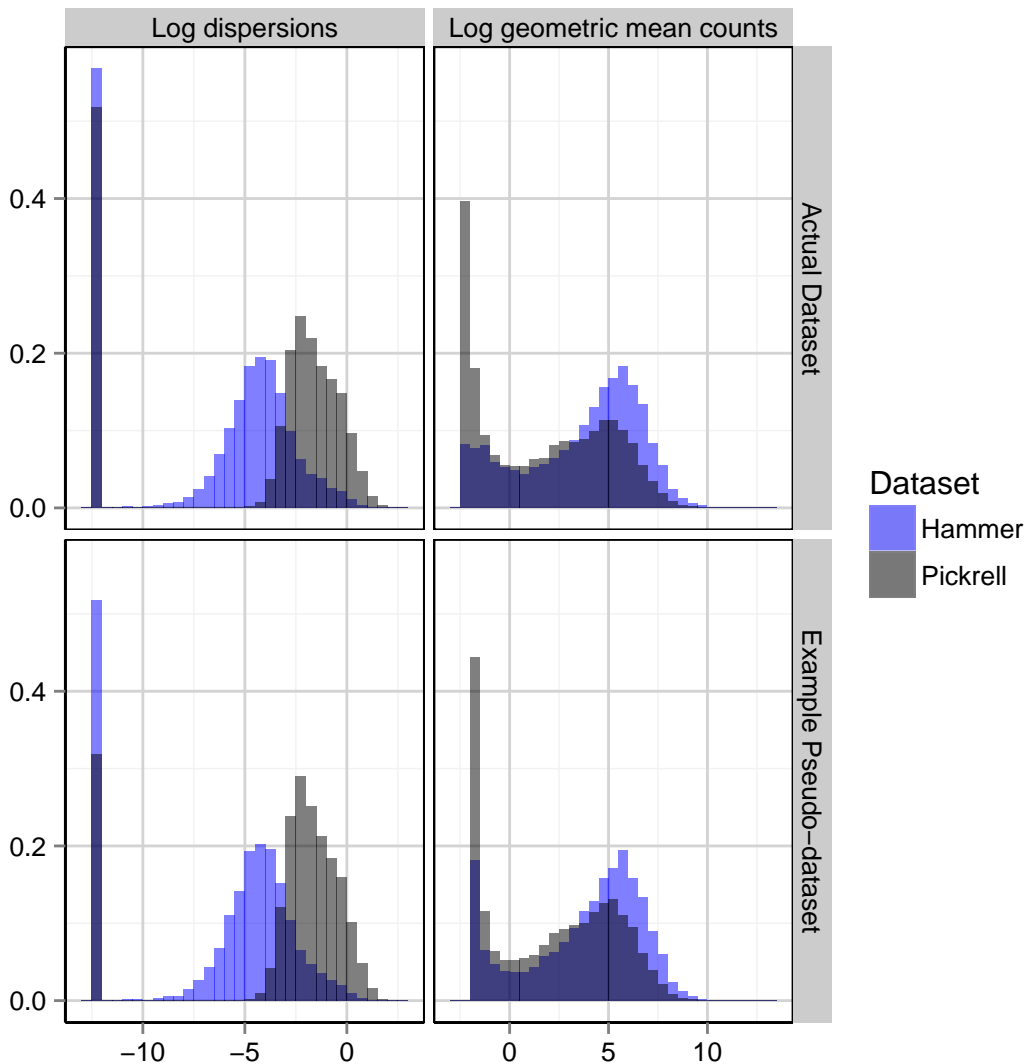 Log dispersions
Log geometric mean counts
0.4
0.2
0.0
Actual Dataset
0.4
0.2
0.0
Example Pseudo−dataset
−10
−5
0
0
5
10
Dataset
Hammer
Pickrell